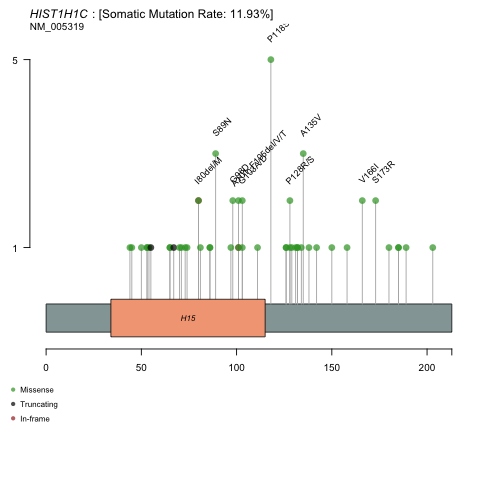 HIST1H1C : [Somatic Mutation Rate: 11.93%]
NM_005319
P118S
5
S89N
A135V
I80del/M
G103A/D
P128R/S
V166I
S173R
1
H15
0
50
100
150
200
Missense
Truncating
In-frame